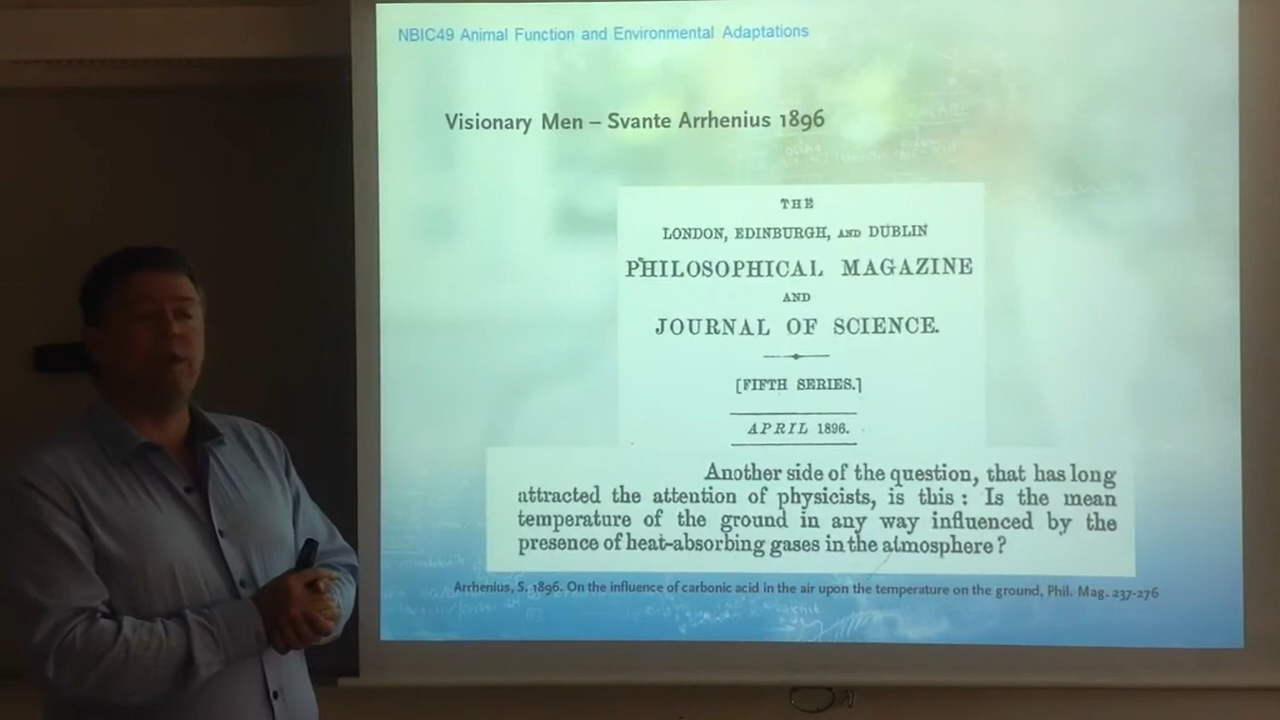 NBIC49 Animal Function and Environmental Adaptations
Visionary Men – Svante Arrhenius 1896
THE
LONDON, EDINBURGH, AND DUBLIN
PHILOSOPHICAL MAGAZINE
AND
JOURNAL OF SCIENCE.
[FIFTH SERIES.]
APRIL 1896.
Another side of the question, that has long
attracted the attention of physicists, is this : Is the mean
temperature of the ground in any way influenced by the
presence of heat-absorbing gases in the atmosphere ?
Arrhenius, S. 1896. On the influence of carbonic acid in the air upon the temperature on the ground, Phil. Mag. 237-276